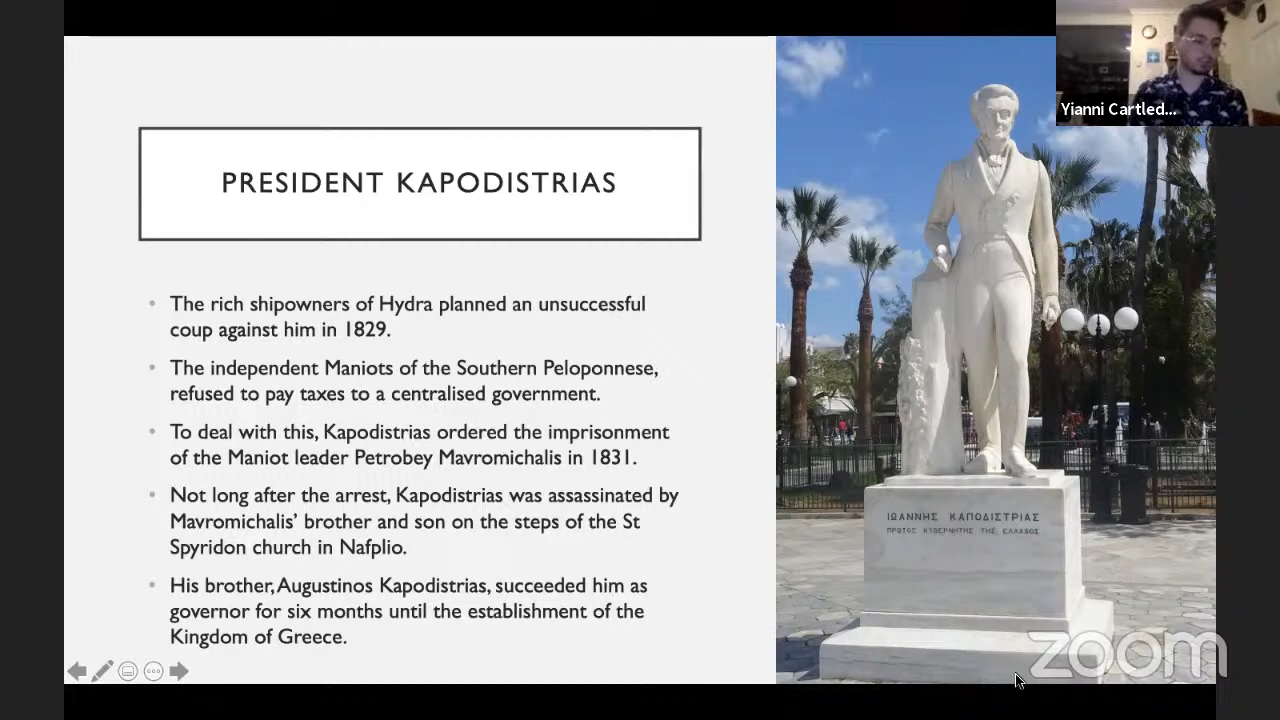 Yianni Cartled...
PRESIDENT KAPODISTRIAS
• The rich shipowners of Hydra planned an unsuccessful
coup against him in 1829.
• The independent Maniots of the Southern Peloponnese,
refused to pay taxes to a centralised government.
• To deal with this, Kapodistrias ordered the imprisonment
of the Maniot leader Petrobey Mavromichalis in 1831.
• Not long after the arrest, Kapodistrias was assassinated by
Mavromichalis’ brother and son on the steps of the St
Spyridon church in Nafplio.
• His brother, Augustinos Kapodistrias, succeeded him as
governor for six months until the establishment of the
Kingdom of Greece.
ΙΩΑΝΝΗΣ ΚΑΠΟΔΙΣΤΡΙΑΣ
ΠΡΩΤΟΣ ΚΥΒΕΡΝΗΤΗΣ ΤΗΣ ΕΛΛΑΔΟΣ
zoom